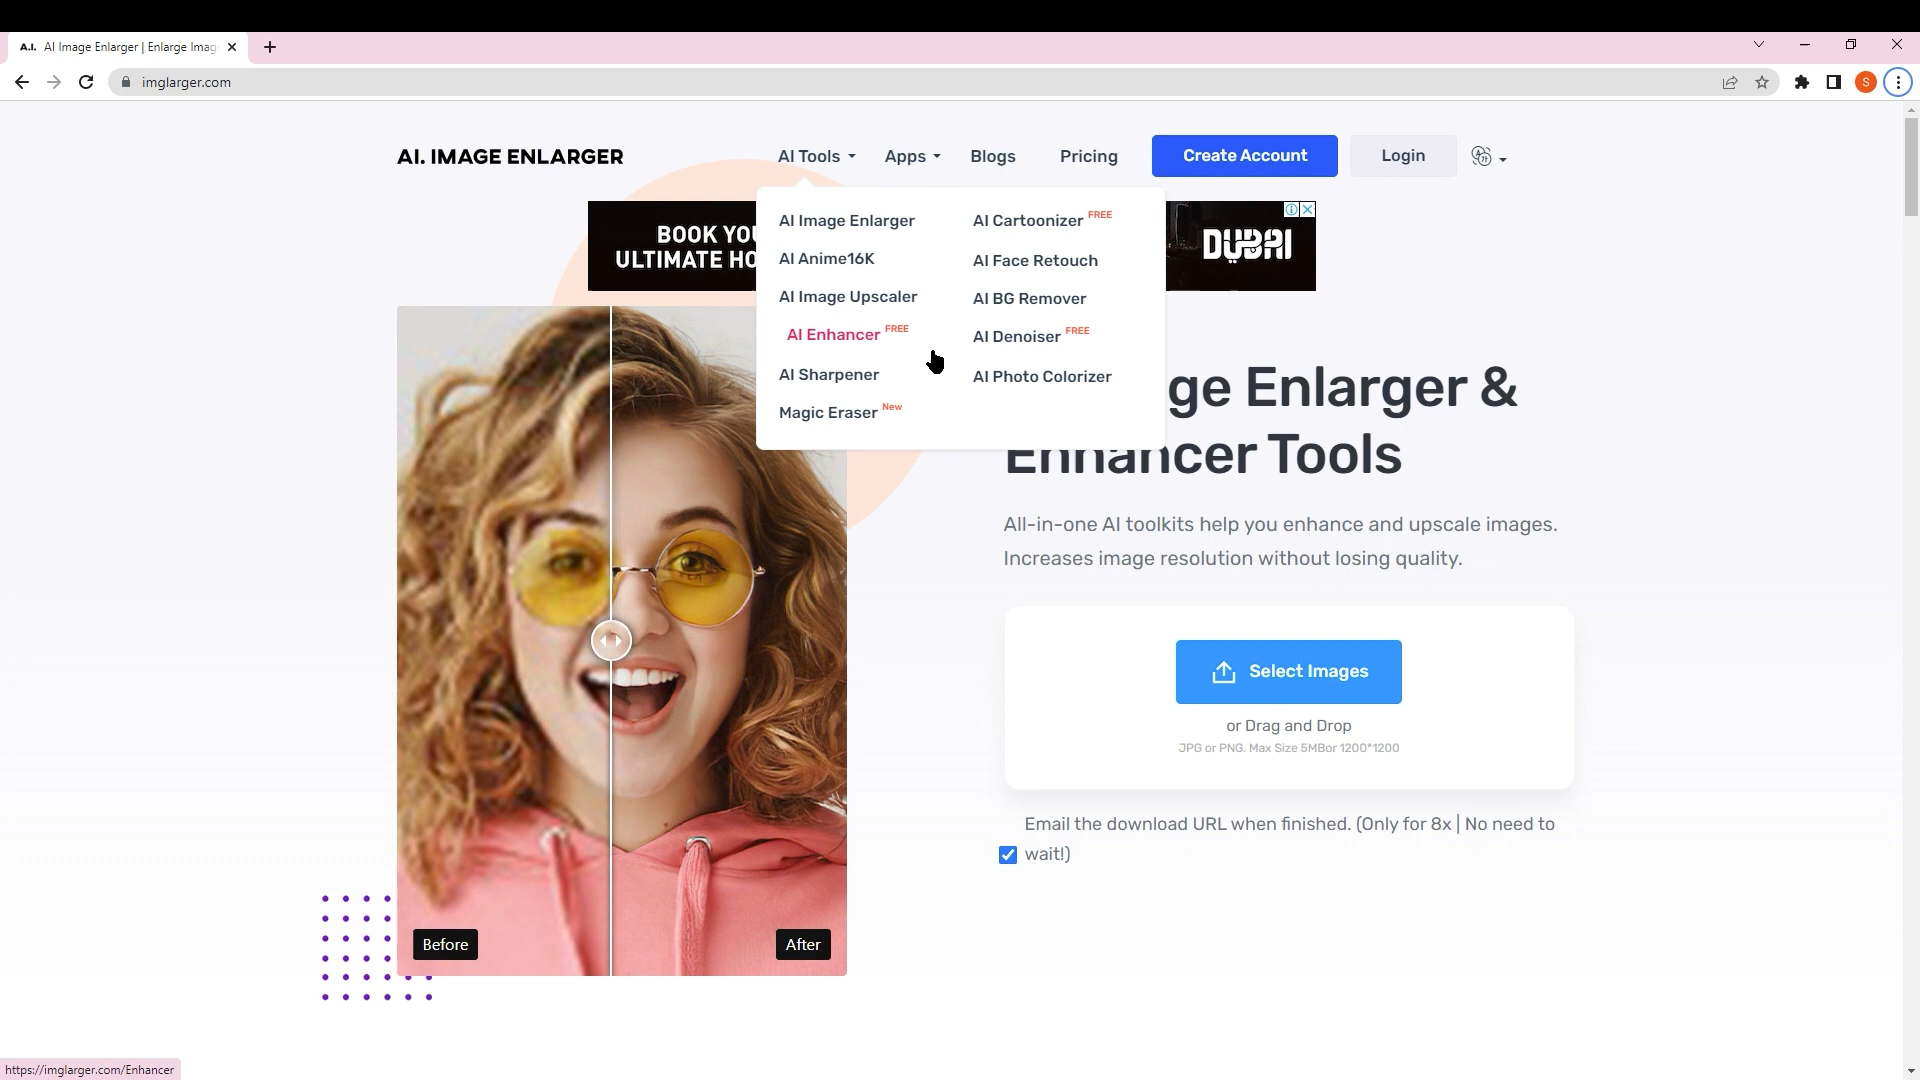 A.I. AI Image Enlarger | Enlarge Imag
imglarger.com
S
AI. IMAGE ENLARGER
AI Tools
Apps
Blogs
Pricing
Create Account
Login
AI Image Enlarger
AI Anime16K
AI Image Upscaler
AI Enhancer FREE
AI Sharpener
Magic Eraser New
AI Cartoonizer FREE
AI Face Retouch
AI BG Remover
AI Denoiser FREE
AI Photo Colorizer
BOOK YOU
ULTIMATE HO
DUBAI
ge Enlarger &
Enhancer Tools
All-in-one AI toolkits help you enhance and upscale images.
Increases image resolution without losing quality.
Select Images
or Drag and Drop
JPG or PNG. Max Size 5MBor 1200*1200
Email the download URL when finished. (Only for 8x | No need to
wait!)
Before
After
https://imglarger.com/Enhancer